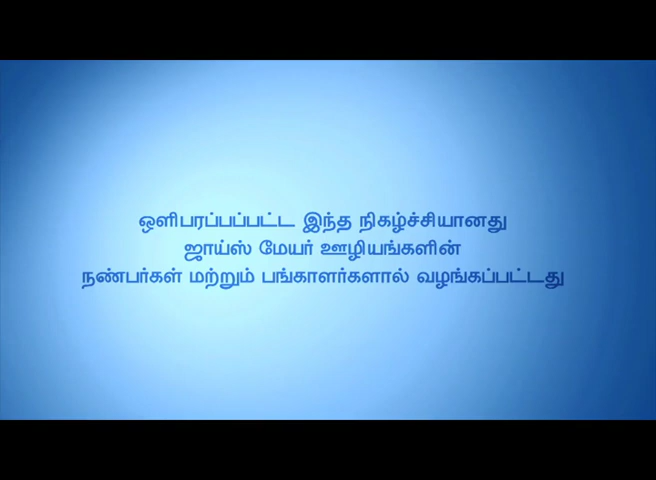 ஒளிபரப்பப்பட்ட இந்த நிகழ்ச்சியானது
ஜாய்ஸ் மேயர் ஊழியங்களின்
நண்பர்கள் மற்றும் பங்காளர்களால் வழங்கப்பட்டது